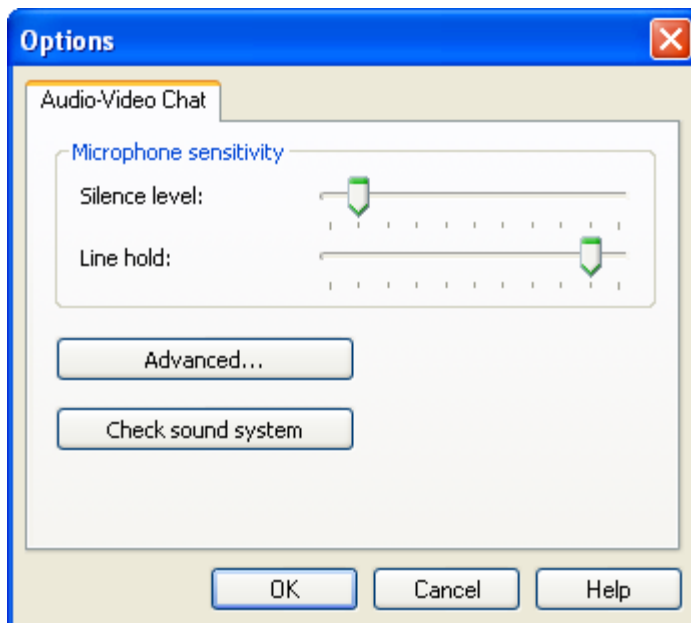 Options
Audio-Video Chat
Microphone sensitivity
Silence level:
Line hold:
Advanced...
Check sound system
OK Cancel Help